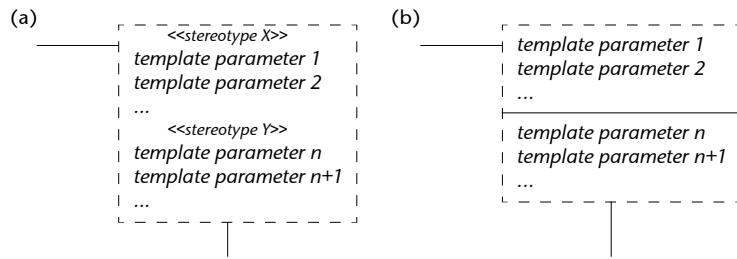 (a)
<<stereotype X>>
template parameter 1
template parameter 2
...
<<stereotype Y>>
template parameter n
template parameter n+1
...
(b)
template parameter 1
template parameter 2
...
template parameter n
template parameter n+1
...